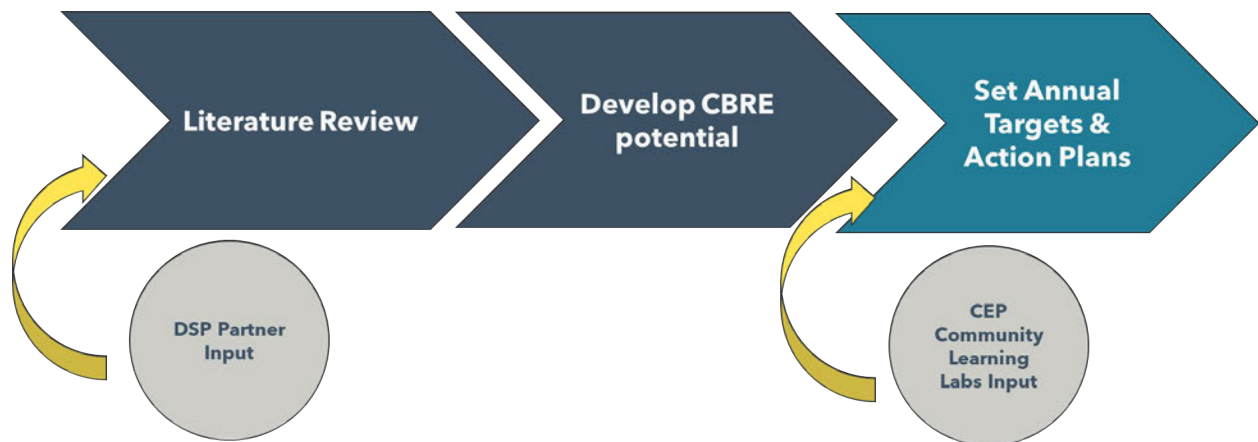 Literature Review
Develop CBRE
potential
Set Annual
Targets &
Action Plans
DSP Partner
Input
CEP
Community
Learning
Labs Input